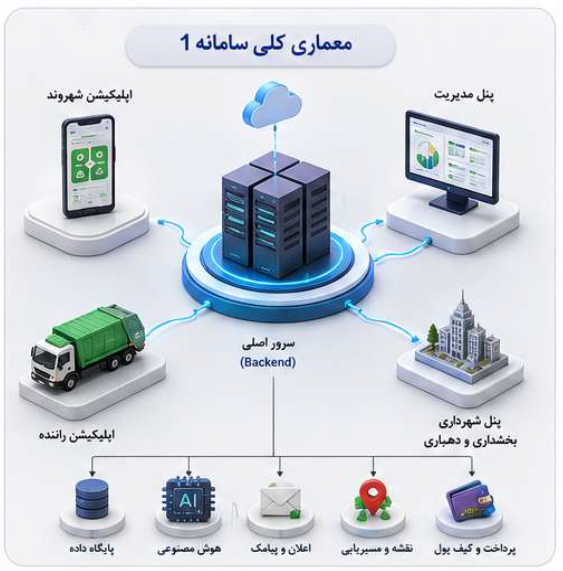 معماری کلی سامانه 1
اپلیکیشن شهروند
پنل مدیریت
سرور اصلی
(Backend)
اپلیکیشن راننده
پنل شهرداری
بخشداری و دهیاری
AI
پایگاه داده
هوش مصنوعی
اعلان و پیامک
نقشه و مسیریابی
پرداخت و کیف پول